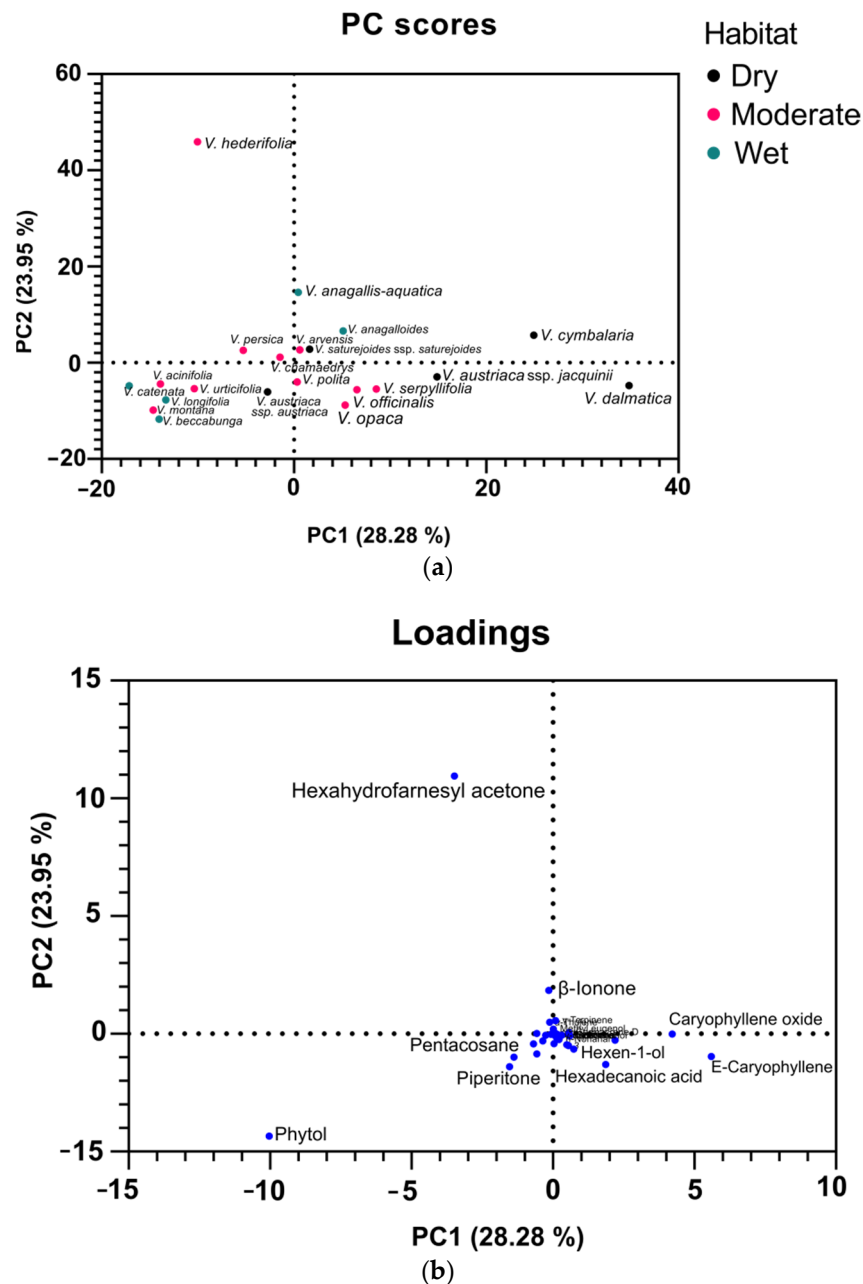 PC scores
Habitat
Dry
Moderate
Wet
60
40
20
0
−20
PC2 (23.95 %)
V. hederifolia
V. anagallis-aquatica
V. anagalloides
V. cymbalaria
V. persica
V. arvensis
V. saturejoides ssp. saturejoides
V. chamaedrys
V. acinifolia
V. polita
V. austriaca ssp. jacquinii
V. catenata
V. urticifolia
V. serpyllifolia
V. dalmatica
V. longifolia
V. austriaca
ssp. austriaca
V. officinalis
V. montana
V. opaca
V. beccabunga
−20
0
20
40
PC1 (28.28 %)
(a)
Loadings
15
10
5
0
−15
PC2 (23.95 %)
Hexahydrofarnesyl acetone
β-Ionone
Caryophyllene oxide
Pentacosane
Hexen-1-ol
E-Caryophyllene
Piperitone
Hexadecanoic acid
Phytol
−15
−10
−5
0
5
10
PC1 (28.28 %)
(b)